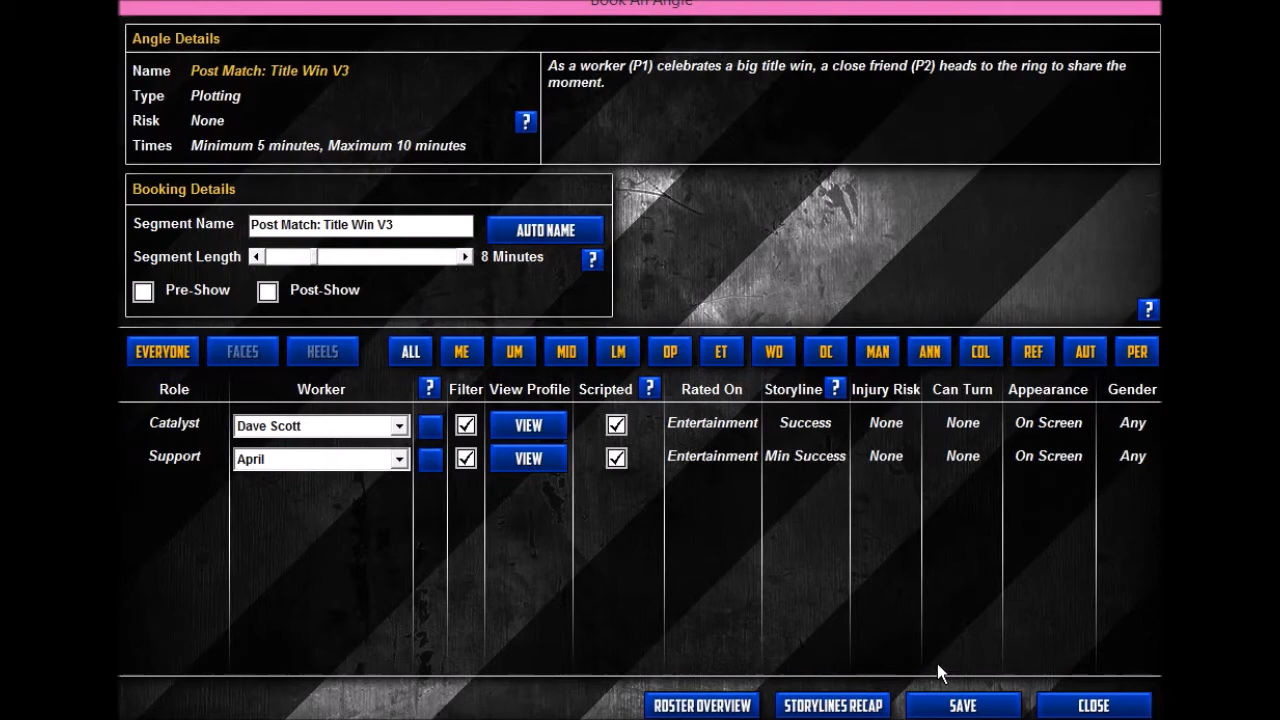 Book An Angle
Angle Details
Name Post Match: Title Win V3
Type Plotting
Risk None
Times Minimum 5 minutes, Maximum 10 minutes
?
As a worker (P1) celebrates a big title win, a close friend (P2) heads to the ring to share the
moment.
Booking Details
Segment Name Post Match: Title Win V3 AUTO NAME
Segment Length 8 Minutes ?
Pre-Show Post-Show
?
EVERYONE FACES HEELS ALL ME UM MID LM OP ET WO OC MAN ANN COL REF AUT PER
Role Worker ? Filter View Profile Scripted ? Rated On Storyline ? Injury Risk Can Turn Appearance Gender
Catalyst Dave Scott VIEW Entertainment Success None None On Screen Any
Support April VIEW Entertainment Min Success None None On Screen Any
ROSTER OVERVIEW STORYLINES RECAP SAVE CLOSE